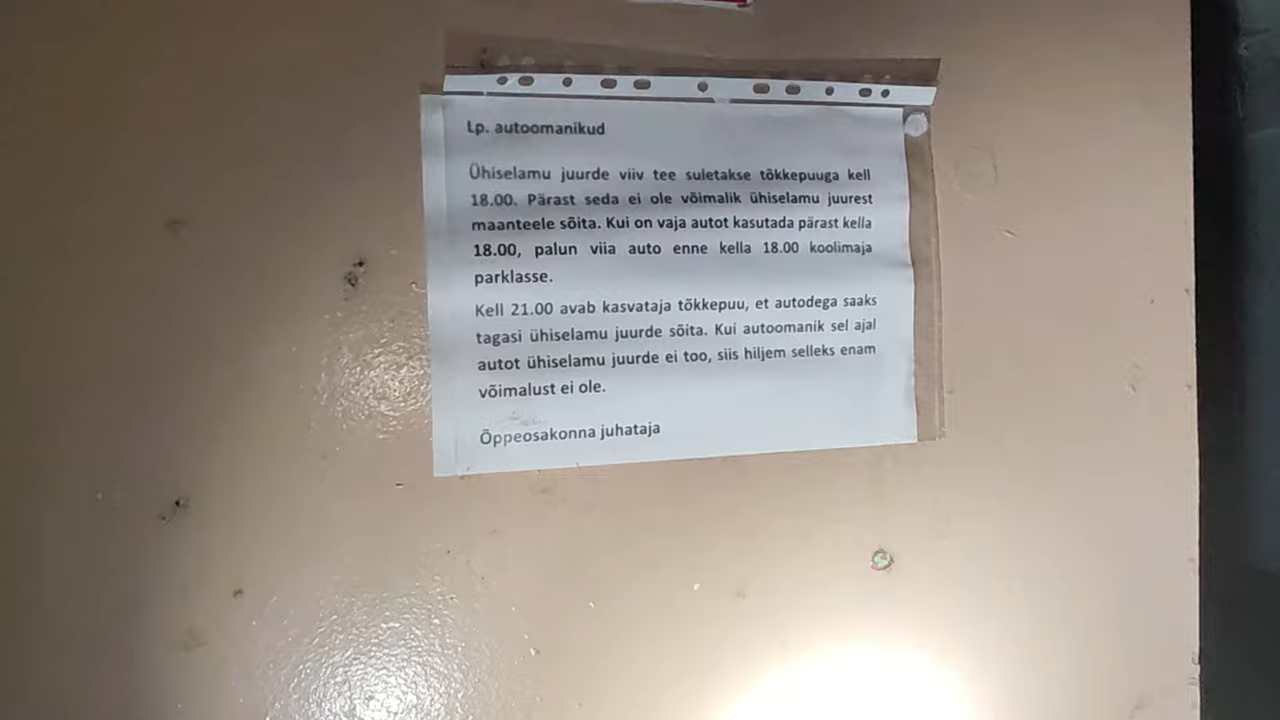 Lp. autoomanikud
Ühiselamu juurde viiv tee suletakse tõkkepuuga kell
18.00. Pärast seda ei ole võimalik ühiselamu juurest
maanteele sõita. Kui on vaja autot kasutada pärast kella
18.00, palun viia auto enne kella 18.00 koolimaja
parklasse.
Kell 21.00 avab kasvataja tõkkepuu, et autodega saaks
tagasi ühiselamu juurde sõita. Kui autoomanik sel ajal
autot ühiselamu juurde ei too, siis hiljem selleks enam
võimalust ei ole.
Õppeosakonna juhataja